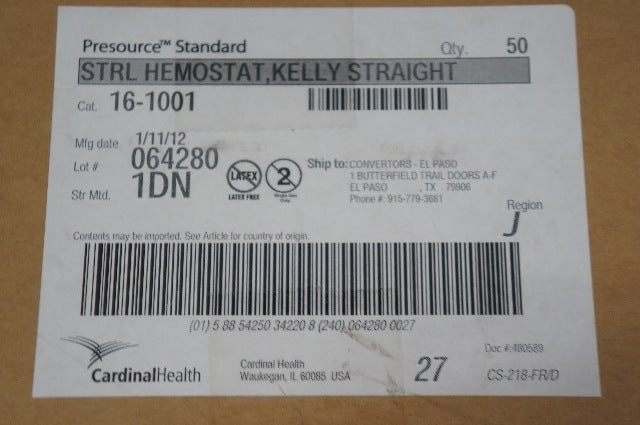 Presource™ Standard
Qty. 50
STRL HEMOSTAT,KELLY STRAIGHT
Cat. 16-1001
Mfg date 1/11/12
Lot # 064280
Str Mtd. 1DN
LATEX
LATEX FREE
2
Single Use Only
Ship to: CONVERTORS - EL PASO
1 BUTTERFIELD TRAIL DOORS A-F
EL PASO , TX 79906
Phone #: 915-779-3681
Region
J
Contents may be imported. See Article for country of origin.
(01) 5 88 54250 34220 8 (240) 064280 0027
CardinalHealth
Cardinal Health
Waukegan, IL 60085 USA
27
Doc #:480589
CS-218-FR/D